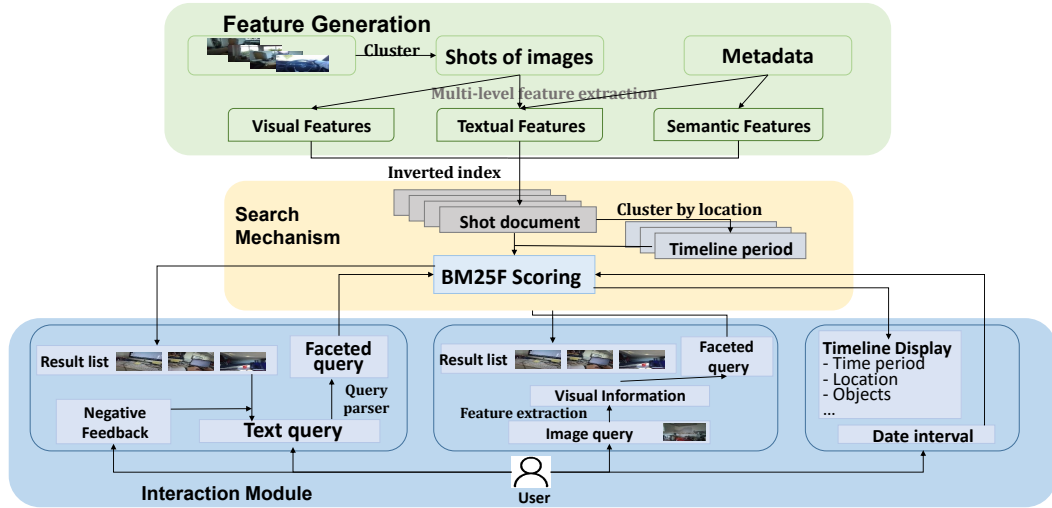 Feature Generation
Cluster
Shots of images
Metadata
Multi-level feature extraction
Visual Features
Textual Features
Semantic Features
Inverted index
Search
Mechanism
Shot document
Cluster by location
Timeline period
BM25F Scoring
Result list
Faceted
query
Query
parser
Negative
Feedback
Text query
Result list
Faceted
query
Visual Information
Feature extraction
Image query
Timeline Display
- Time period
- Location
- Objects
...
Date interval
User
Interaction Module